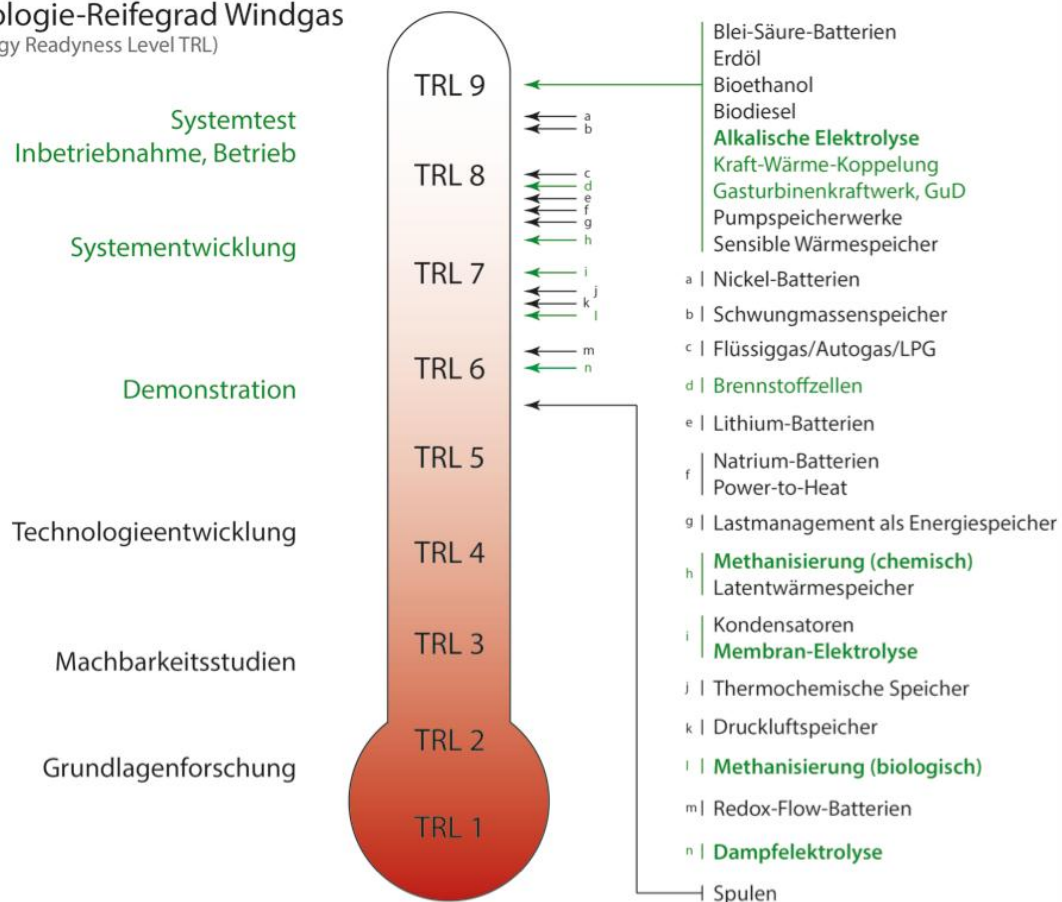 ologie-Reifegrad Windgas
gy Readyness Level TRL)
Systemtest
Inbetriebnahme, Betrieb
Systementwicklung
Demonstration
Technologieentwicklung
Machbarkeitsstudien
Grundlagenforschung
TRL 9
TRL 8
TRL 7
TRL 6
TRL 5
TRL 4
TRL 3
TRL 2
TRL 1
a
b
c
d
e
f
g
h
i
j
k
l
m
n
Blei-Säure-Batterien
Erdöl
Bioethanol
Biodiesel
Alkalische Elektrolyse
Kraft-Wärme-Koppelung
Gasturbinenkraftwerk, GuD
Pumpspeicherwerke
Sensible Wärmespeicher
a | Nickel-Batterien
b | Schwungmassenspeicher
c | Flüssiggas/Autogas/LPG
d | Brennstoffzellen
e | Lithium-Batterien
f | Natrium-Batterien
Power-to-Heat
g | Lastmanagement als Energiespeicher
h | Methanisierung (chemisch)
Latentwärmespeicher
i | Kondensatoren
Membran-Elektrolyse
j | Thermochemische Speicher
k | Druckluftspeicher
l | Methanisierung (biologisch)
m | Redox-Flow-Batterien
n | Dampfelektrolyse
Spulen